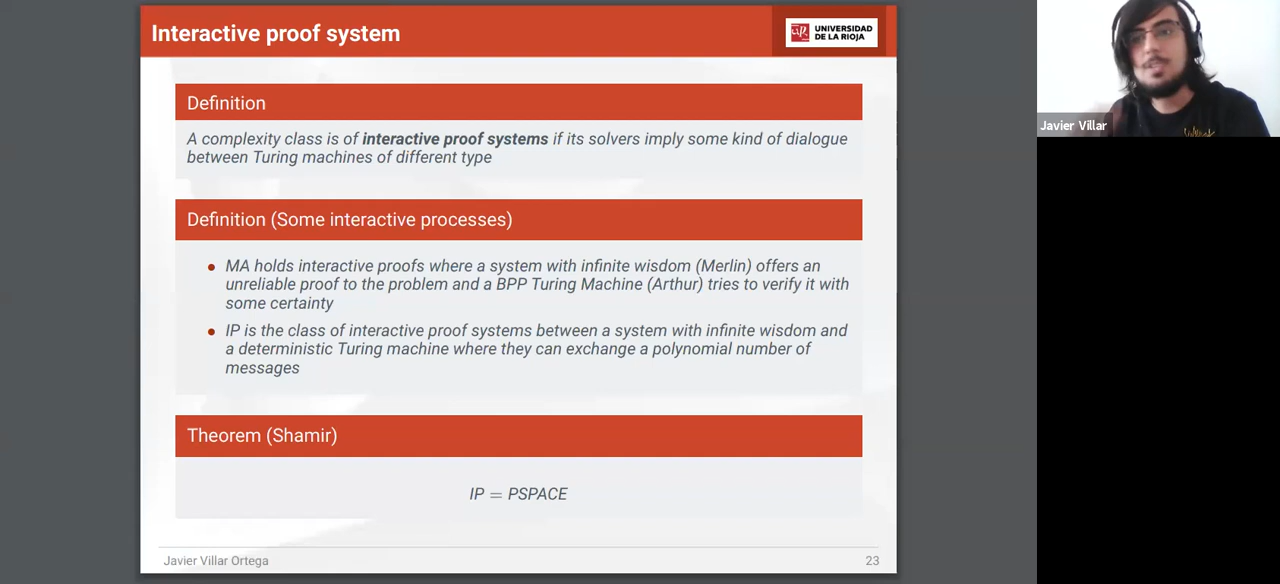 Interactive proof system
UNIVERSIDAD
DE LA RIOJA
Definition
A complexity class is of interactive proof systems if its solvers imply some kind of dialogue
between Turing machines of different type
Definition (Some interactive processes)
MA holds interactive proofs where a system with infinite wisdom (Merlin) offers an
unreliable proof to the problem and a BPP Turing Machine (Arthur) tries to verify it with
some certainty
IP is the class of interactive proof systems between a system with infinite wisdom and
a deterministic Turing machine where they can exchange a polynomial number of
messages
Theorem (Shamir)
IP = PSPACE
Javier Villar Ortega
23
Javier Villar